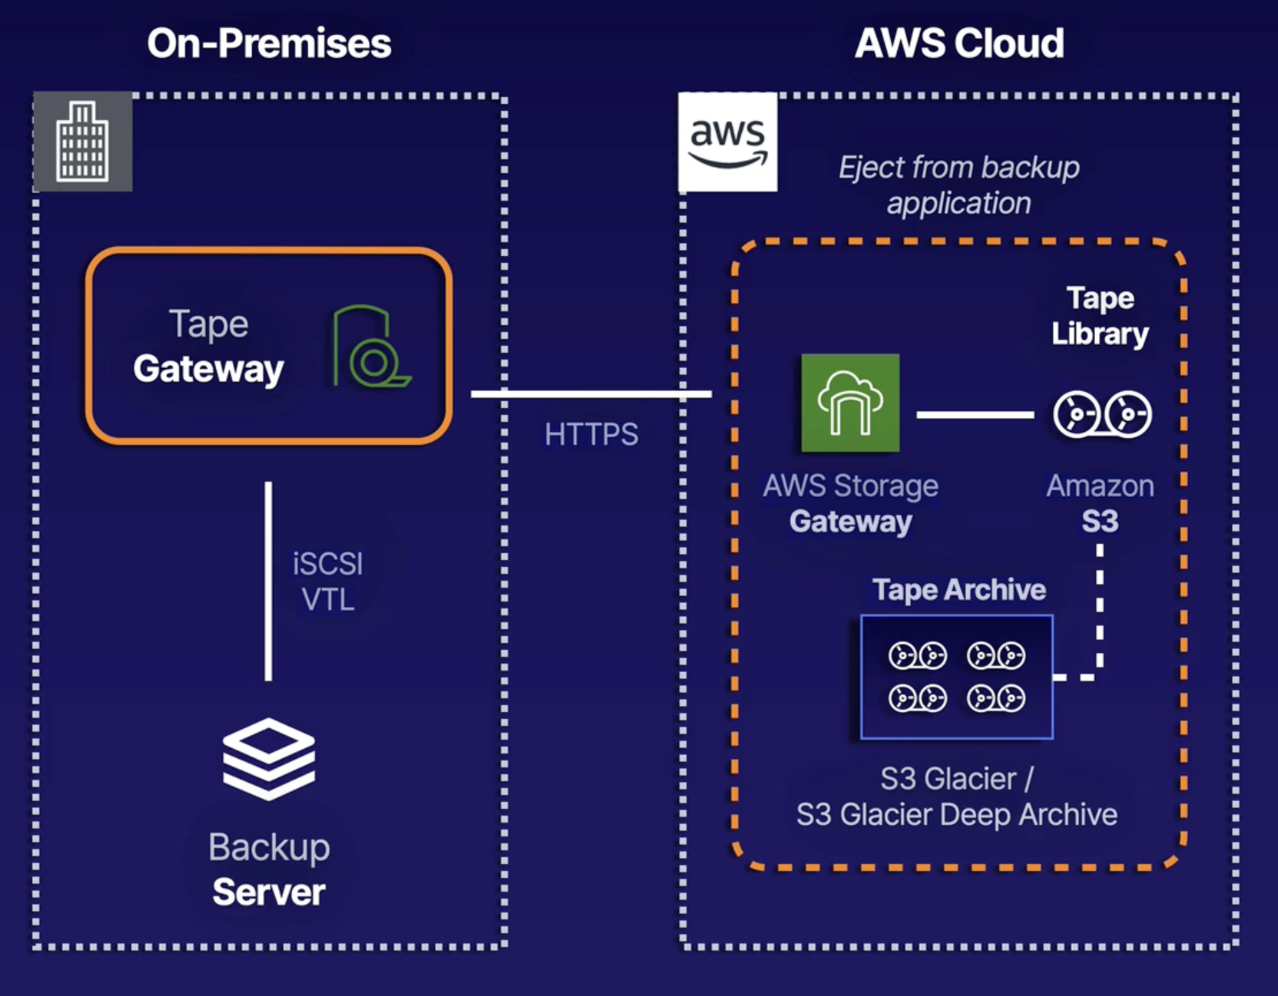 On-Premises
AWS Cloud
aws
Eject from backup
application
Tape
Gateway
HTTPS
iSCSI
VTL
Backup
Server
Tape
Library
AWS Storage
Gateway
Amazon
S3
Tape Archive
S3 Glacier /
S3 Glacier Deep Archive